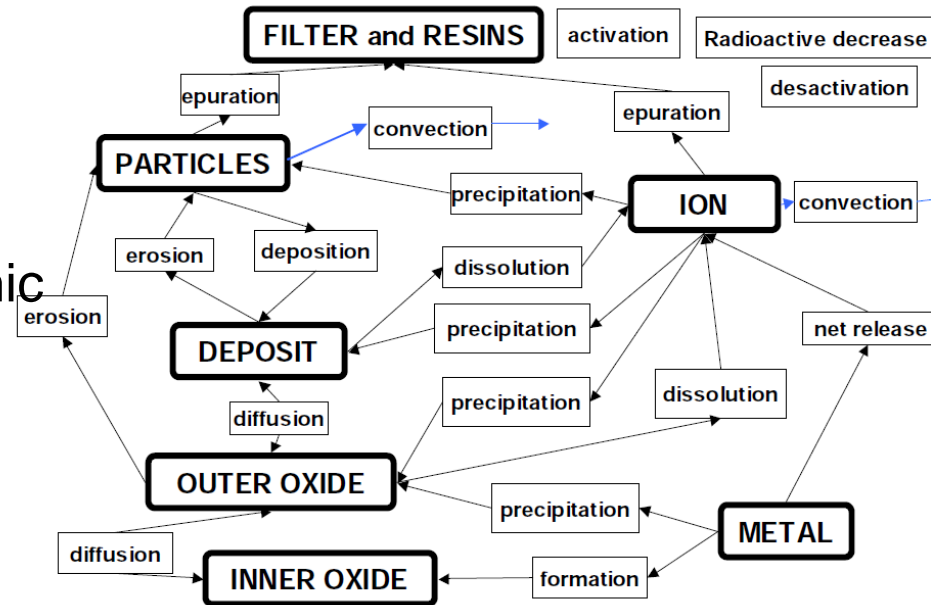 FILTER and RESINS
activation
Radioactive decrease
desactivation
epuration
epuration
convection
PARTICLES
precipitation
ION
convection
erosion
deposition
dissolution
nic
erosion
precipitation
net release
DEPOSIT
precipitation
dissolution
diffusion
OUTER OXIDE
precipitation
METAL
diffusion
INNER OXIDE
formation